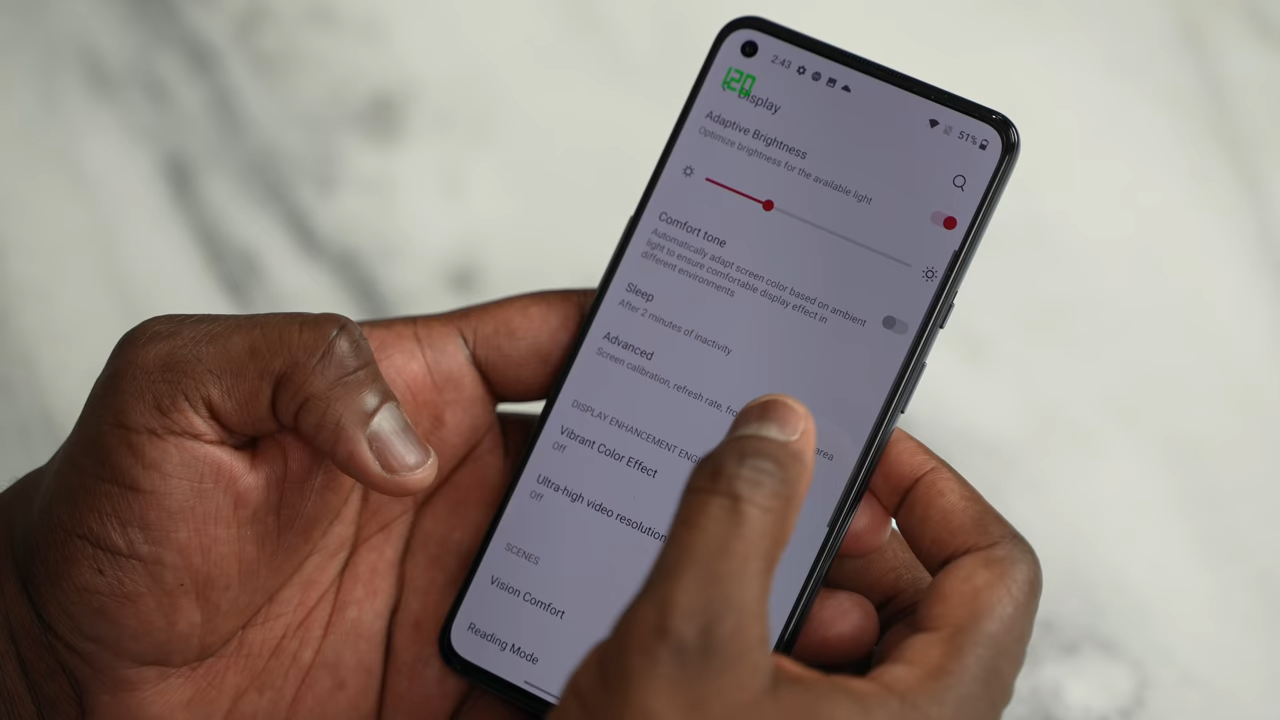 2:43
51%
120
Display
Adaptive Brightness
Optimize brightness for the available light
Comfort tone
Automatically adapt screen color based on ambient
light to ensure comfortable display effect in
different environments
Sleep
After 2 minutes of inactivity
Advanced
Screen calibration, refresh rate, area
DISPLAY ENHANCEMENT
Vibrant Color Effect
Off
Ultra-high video resolution
Off
SCENES
Vision Comfort
Reading Mode